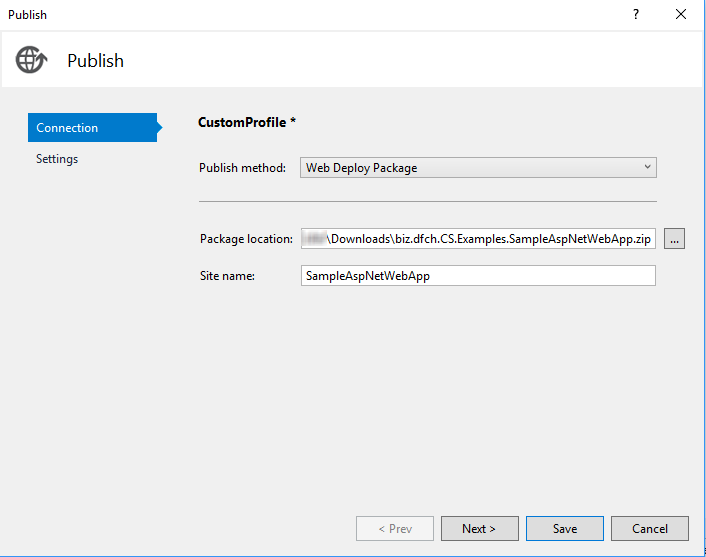 Publish
?
Publish
Connection
Settings
CustomProfile *
Publish method: Web Deploy Package
Package location: \Downloads\biz.dfch.CS.Examples.SampleAspNetWebApp.zip ...
Site name: SampleAspNetWebApp
< Prev Next > Save Cancel